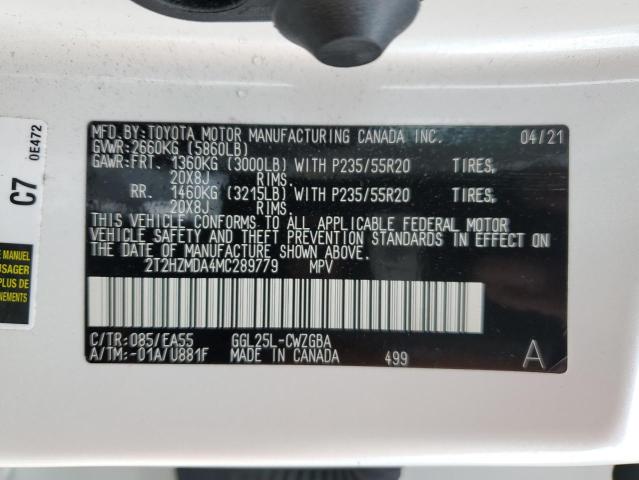 MFD.BY:TOYOTA MOTOR MANUFACTURING CANADA INC. 04/21
GVWR:2660KG (5860LB)
GAWR:FRT. 1360KG (3000LB) WITH P235/55R20 TIRES,
20X8J RIMS.
RR. 1460KG (3215LB) WITH P235/55R20 TIRES,
20X8J RIMS.
THIS VEHICLE CONFORMS TO ALL APPLICABLE FEDERAL MOTOR
VEHICLE SAFETY AND THEFT PREVENTION STANDARDS IN EFFECT ON
THE DATE OF MANUFACTURE SHOWN ABOVE.
2T2HZMDA4MC289779 MPV
C/TR:085/EA55 GGL25L-CWZGBA
A/TM:-01A/U881F MADE IN CANADA 499 A
C7
0E472
E MANUEL
USAGER
PLUS DE
NEMENTS